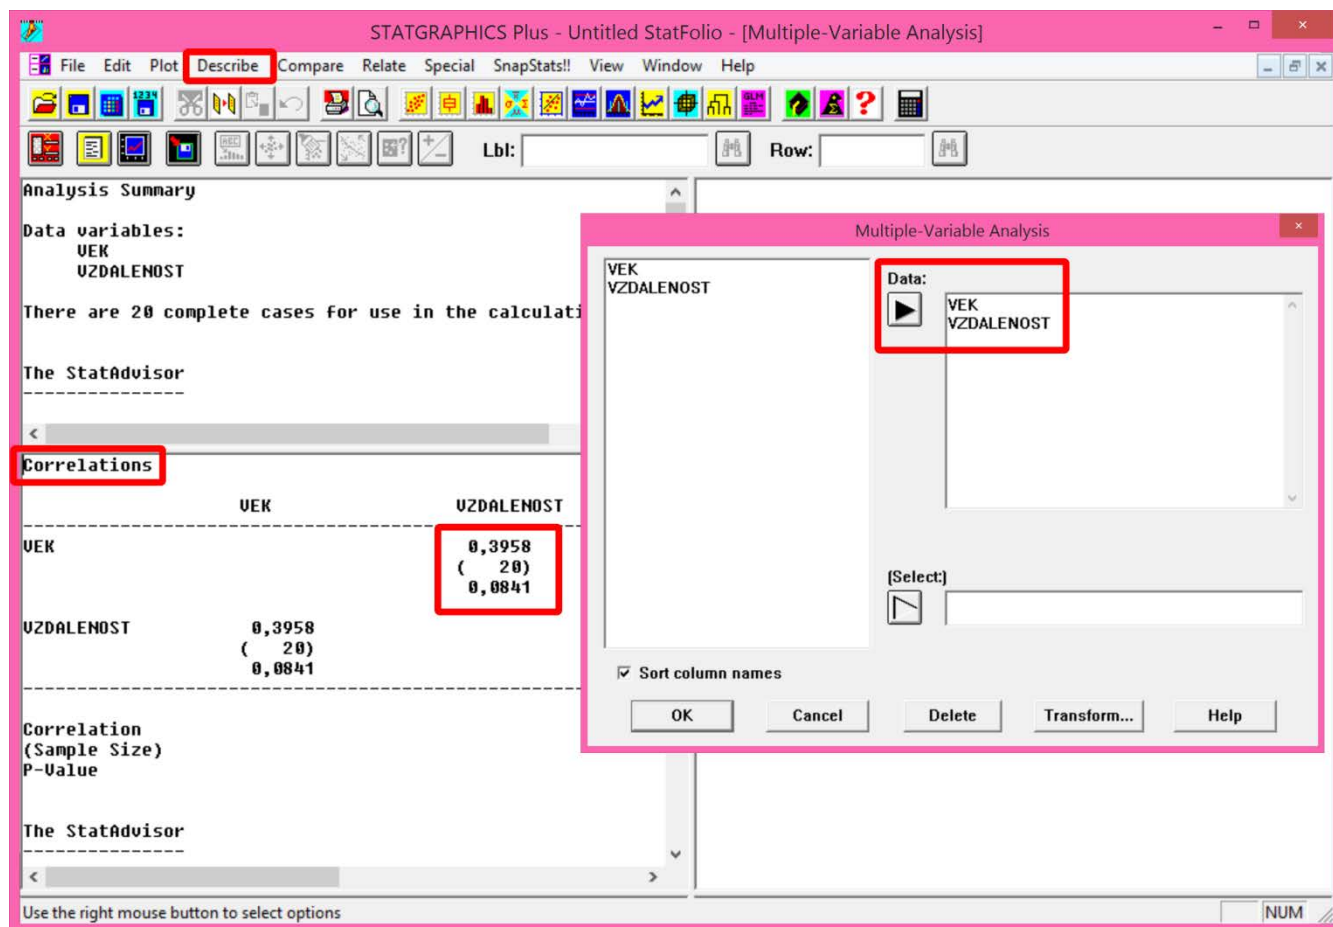 STATGRAPHICS Plus - Untitled StatFolio - [Multiple-Variable Analysis]
File Edit Plot Describe Compare Relate Special SnapStats!! View Window Help
Lbl: Row:
Analysis Summary
Data variables:
VEK
VZDALENOST
There are 20 complete cases for use in the calculati
The StatAdvisor
---------------
Correlations
VEK VZDALENOST
VEK 0,3958
( 20)
0,0841
VZDALENOST 0,3958
( 20)
0,0841
Correlation
(Sample Size)
P-Value
The StatAdvisor
---------------
Multiple-Variable Analysis
VEK
VZDALENOST
Data:
VEK
VZDALENOST
(Select:)
Sort column names
OK Cancel Delete Transform... Help
Use the right mouse button to select options
NUM